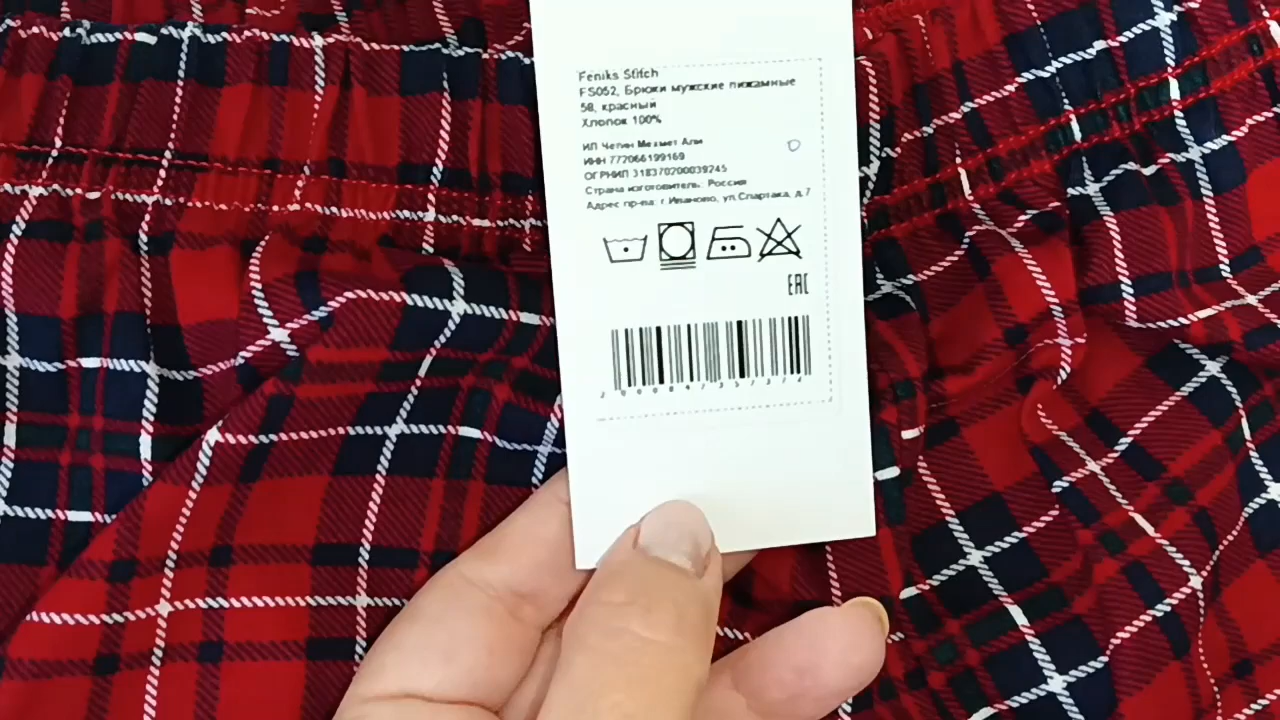 Feniks Stitch
FS052, Брюки мужские пижамные
58, красный
Хлопок 100%
ИП Четин Мехмет Али
ИНН 772066199169
ОГРНИП 318370200039245
Страна изготовитель: Россия
Адрес пр-ва: г.Иваново, ул.Спартака, д.7
EAC
2000847357372